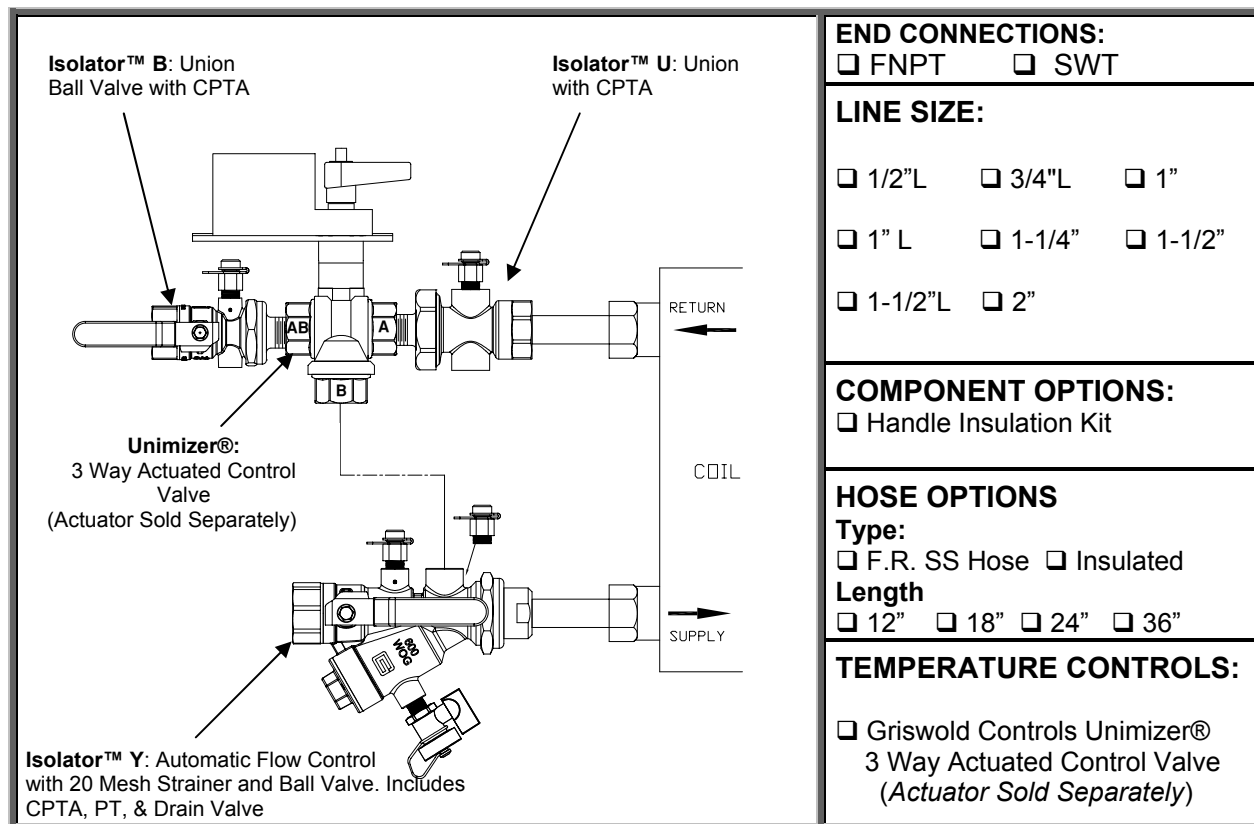 Isolator™ B: Union
Ball Valve with CPTA
Isolator™ U: Union
with CPTA
AB
A
B
RETURN
Unimizer®:
3 Way Actuated Control
Valve
(Actuator Sold Separately)
COIL
600
WOG
SUPPLY
Isolator™ Y: Automatic Flow Control
with 20 Mesh Strainer and Ball Valve. Includes
CPTA, PT, & Drain Valve
END CONNECTIONS:
❑ FNPT ❑ SWT
LINE SIZE:
❑ 1/2”L ❑ 3/4"L ❑ 1”
❑ 1” L ❑ 1-1/4” ❑ 1-1/2”
❑ 1-1/2”L ❑ 2”
COMPONENT OPTIONS:
❑ Handle Insulation Kit
HOSE OPTIONS
Type:
❑ F.R. SS Hose ❑ Insulated
Length
❑ 12” ❑ 18” ❑ 24” ❑ 36”
TEMPERATURE CONTROLS:
❑ Griswold Controls Unimizer®
3 Way Actuated Control Valve
(Actuator Sold Separately)